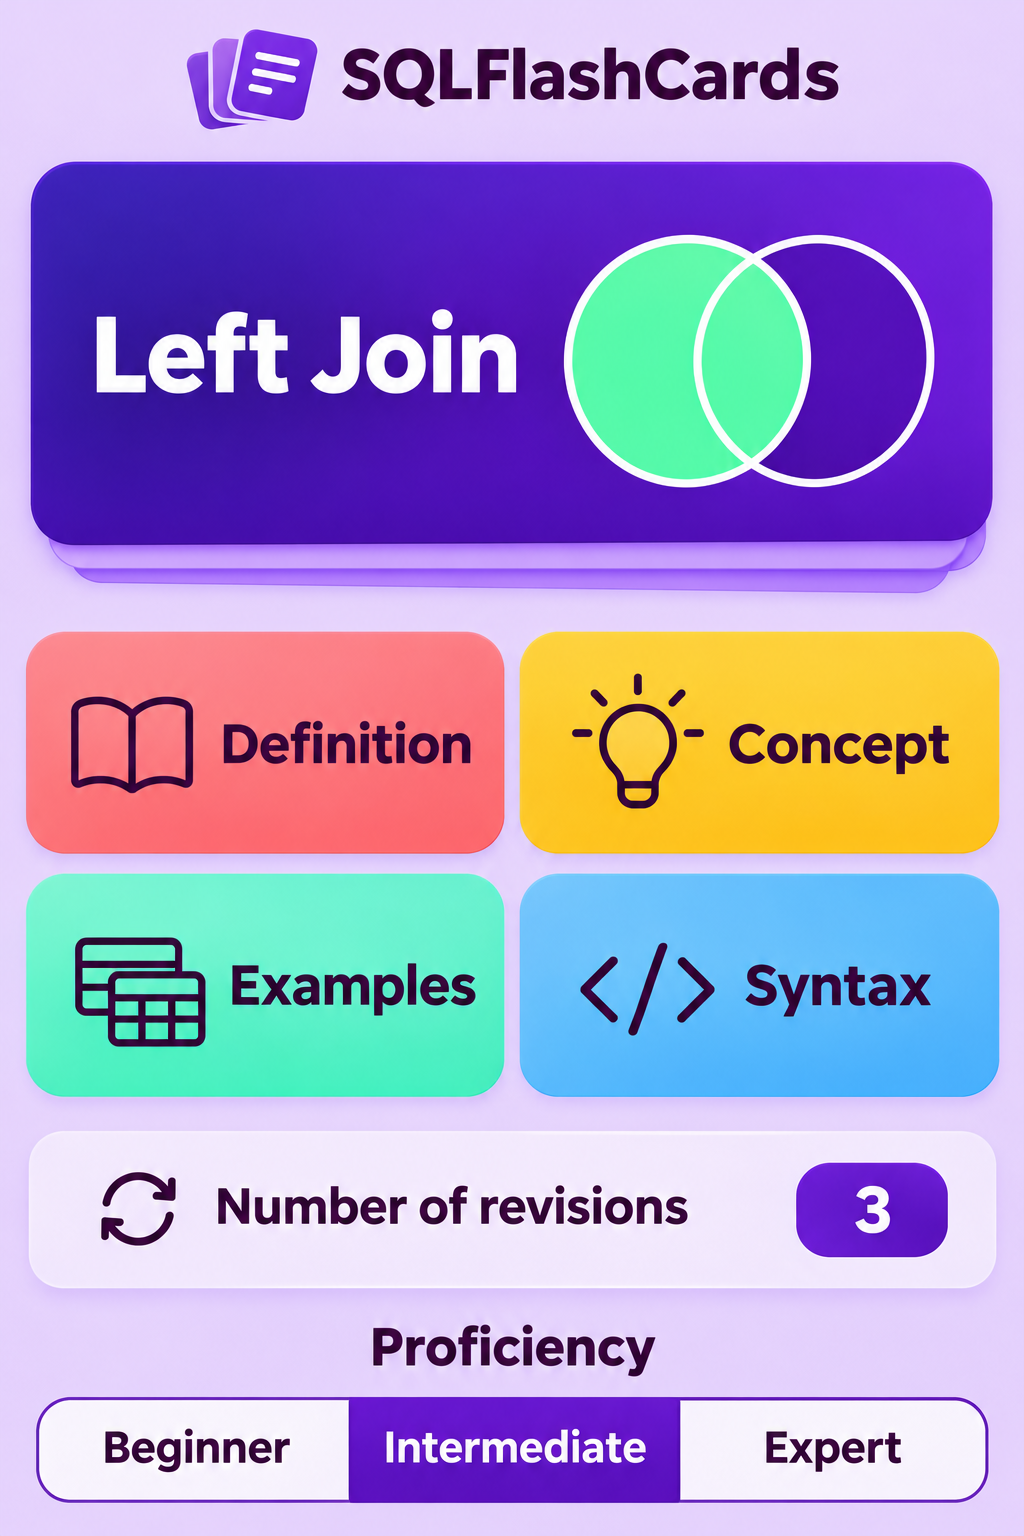 SQLFlashCards
Left Join
Definition
Concept
Examples
Syntax
Number of revisions
3
Proficiency
Beginner
Intermediate
Expert